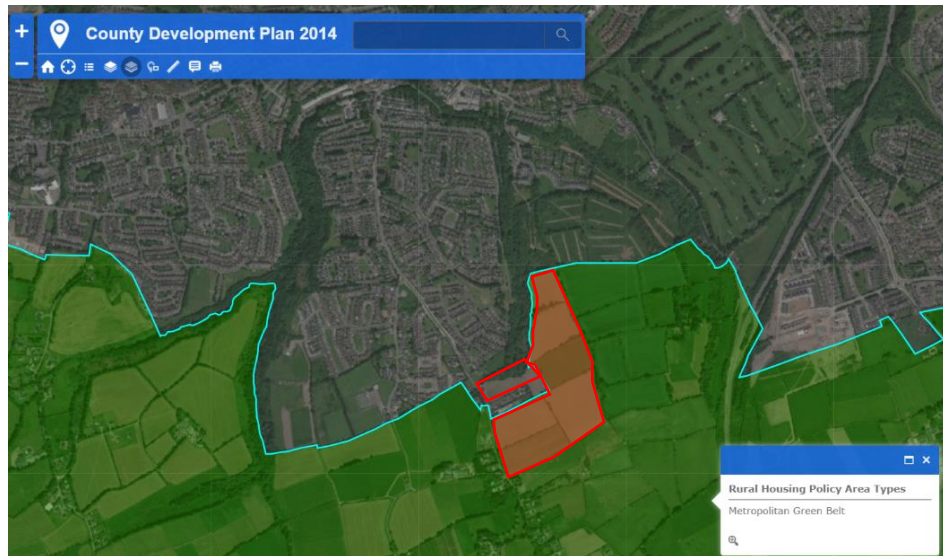 County Development Plan 2014
Rural Housing Policy Area Types
Metropolitan Green Belt